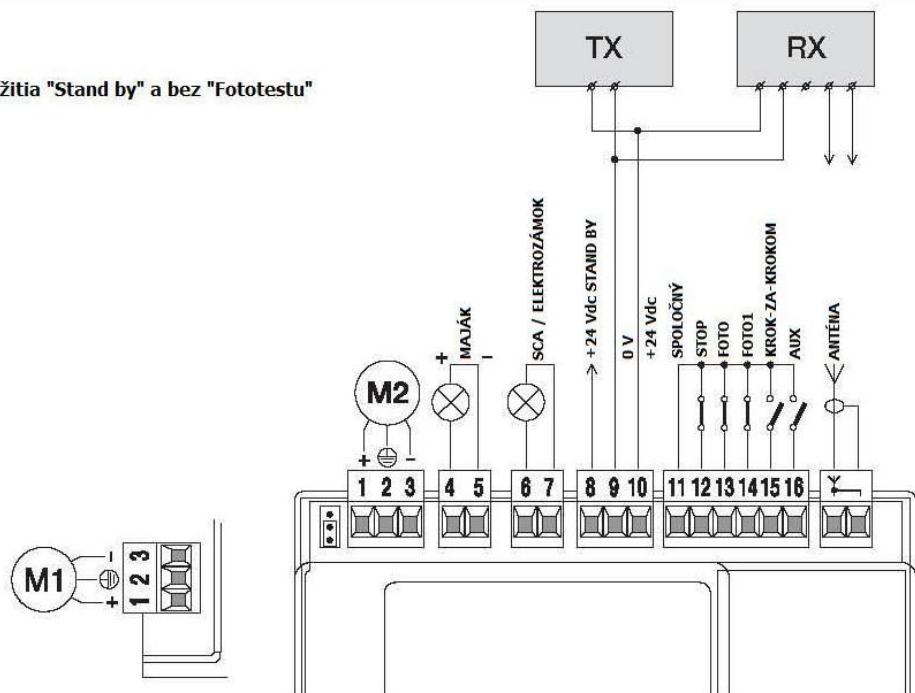 žitia "Stand by" a bez "Fototestu"
TX
RX
MAJÁK
SCA / ELEKTROZÁMOK
+24 Vdc STAND BY
0 V
+24 Vdc
SPOLOČNÝ
STOP
FOTO
FOTO1
KROK-ZA-KROKOM
AUX
ANTÉNA
+ -
M2
+ -
1 2 3
4 5
6 7
8 9 10
11 12 13 14 15 16
M1
- +
1 2 3